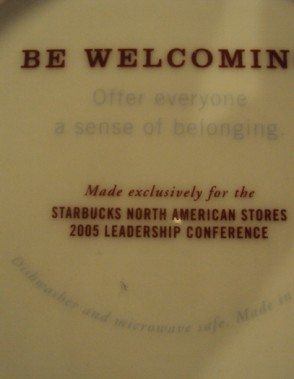 BE WELCOMIN
Offer everyone
a sense of belonging.
Made exclusively for the
STARBUCKS NORTH AMERICAN STORES
2005 LEADERSHIP CONFERENCE
Dishwasher and microwave safe. Made in